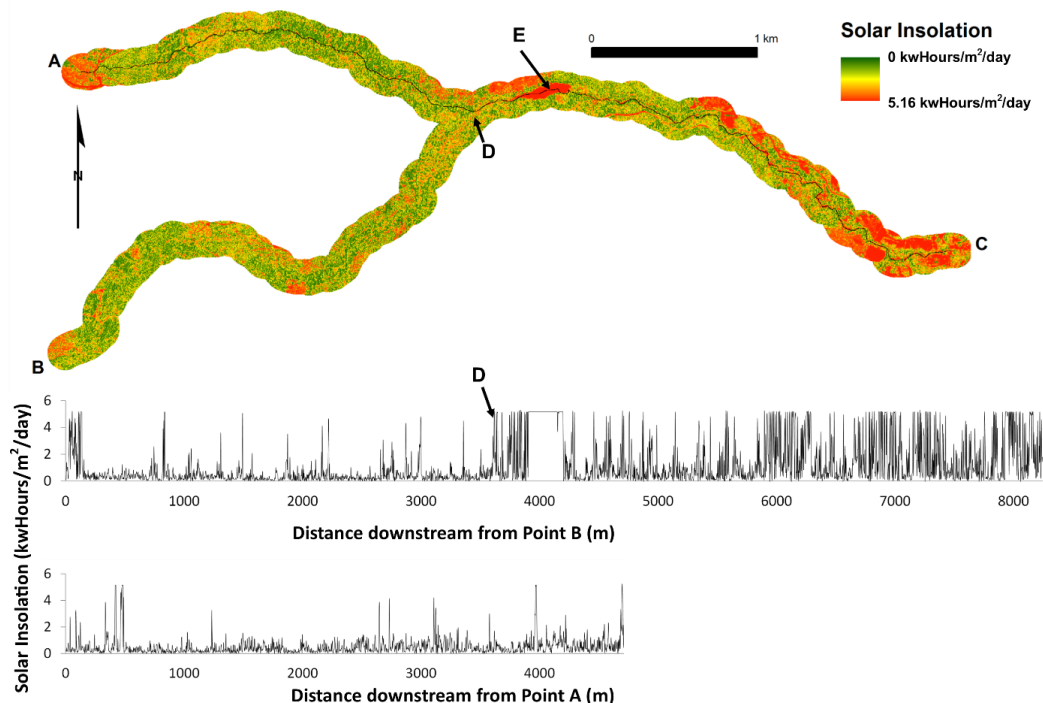 Solar Insolation
0 kwHours/m²/day
5.16 kwHours/m²/day
E
0 1 km
A
D
N
C
B
D
Solar Insolation (kwHours/m²/day)
6
4
2
0
0 1000 2000 3000 4000 5000 6000 7000 8000
Distance downstream from Point B (m)
6
4
2
0
0 1000 2000 3000 4000
Distance downstream from Point A (m)